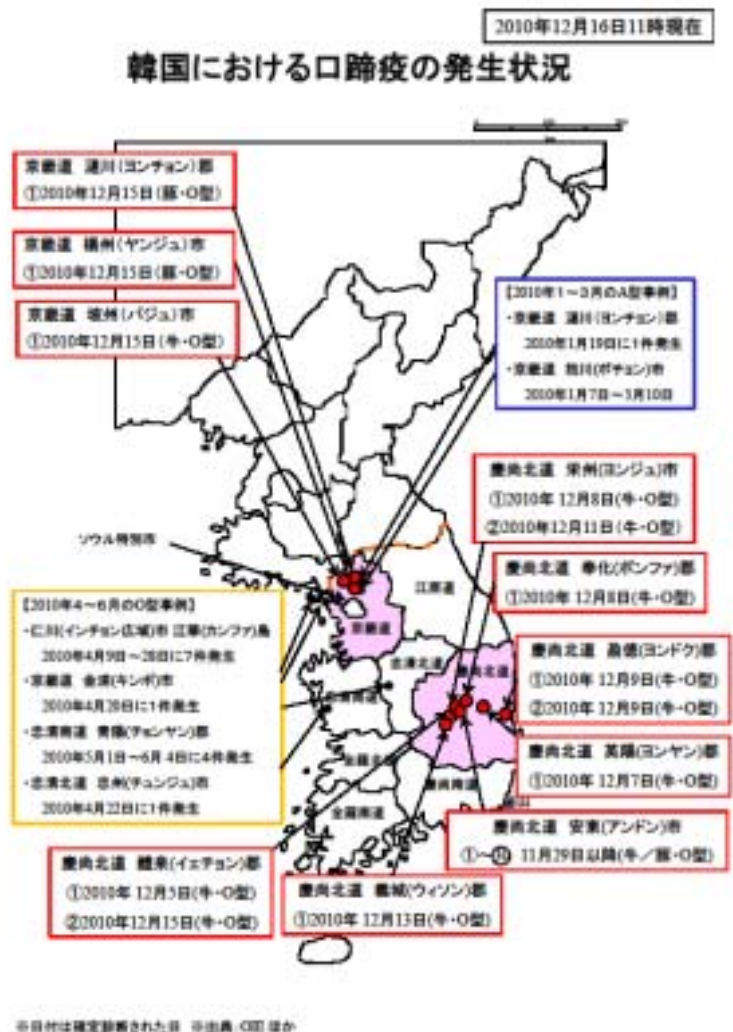 2010年12月16日11時現在
韓国における口蹄疫の発生状況
京畿道 漣川(ヨンチョン)郡
①2010年12月15日(豚・O型)
京畿道 楊州(ヤンジュ)市
①2010年12月15日(豚・O型)
京畿道 坡州(パジュ)市
①2010年12月15日(牛・O型)
【2010年1～3月のA型事例】
・京畿道 漣川(ヨンチョン)郡
2010年1月19日に1件発生
・京畿道 抱川(ポチョン)市
2010年1月7日～3月10日
慶尚北道 栄州(ヨンジュ)市
①2010年 12月8日(牛・O型)
②2010年12月11日(牛・O型)
ソウル特別市
慶尚北道 奉化(ボンファ)郡
①2010年 12月8日(牛・O型)
江原道
【2010年4～6月のO型事例】
・仁川(インチョン広域)市 江華(カンファ)島
2010年4月9日～28日に7件発生
・京畿道 金浦(キンポ)市
2010年4月20日に1件発生
・忠清南道 青陽(チョンヤン)郡
2010年5月1日～6月4日に4件発生
・忠清北道 忠州(チュンジュ)市
2010年4月22日に1件発生
京畿道
忠清北道
慶尚北道
忠清南道
慶尚北道 盈徳(ヨンドク)郡
①2010年 12月9日(牛・O型)
②2010年 12月9日(牛・O型)
慶尚北道 英陽(ヨンヤン)郡
①2010年 12月7日(牛・O型)
慶尚南道
全羅南道
慶尚北道 安東(アンドン)市
11月29日以降(牛／豚・O型)
慶尚北道 醴泉(イェチョン)郡
①2010年 12月5日(牛・O型)
②2010年12月15日(牛・O型)
慶尚北道 義城(ウィソン)郡
①2010年 12月13日(牛・O型)
※日付は確定診断された日 ※出典:OIE ほか